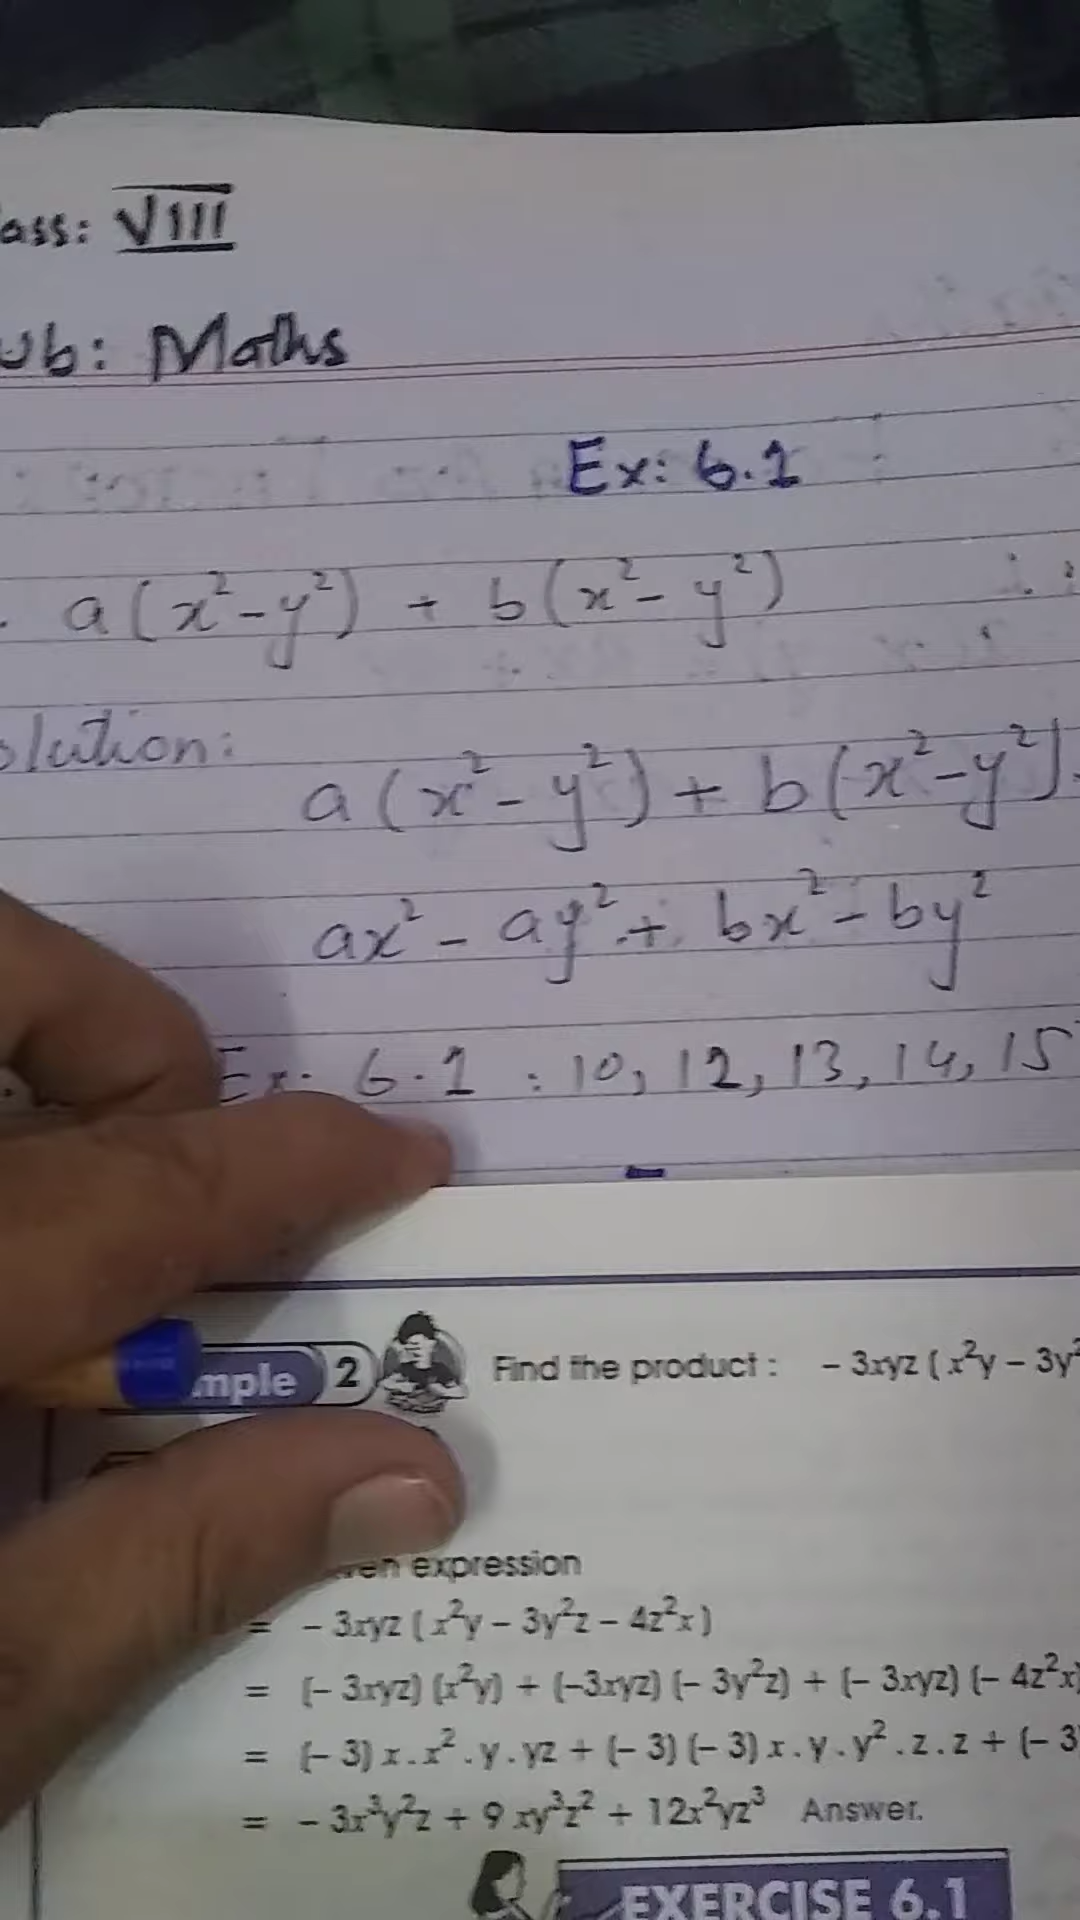 ass: VIII
ub: Maths
Ex: 6.1
. a(x²-y²) + b(x²-y²)
olution:
a(x²-y²) + b(x²-y²)
ax² - ay² + bx² - by²
Ex. 6.1 : 10, 12, 13, 14, 15
mple 2 Find the product : - 3xyz ( x²y – 3y²
en expression
= - 3xyz ( x²y – 3y²z – 4z²x )
= (- 3xyz) (x²y) + (-3xyz) (- 3y²z) + (- 3xyz) (- 4z²x)
= (- 3) x . x² . y . yz + (- 3) (- 3) x . y . y² . z . z + (- 3
= - 3x³y²z + 9 xy³z² + 12x²yz³ Answer.
EXERCISE 6.1